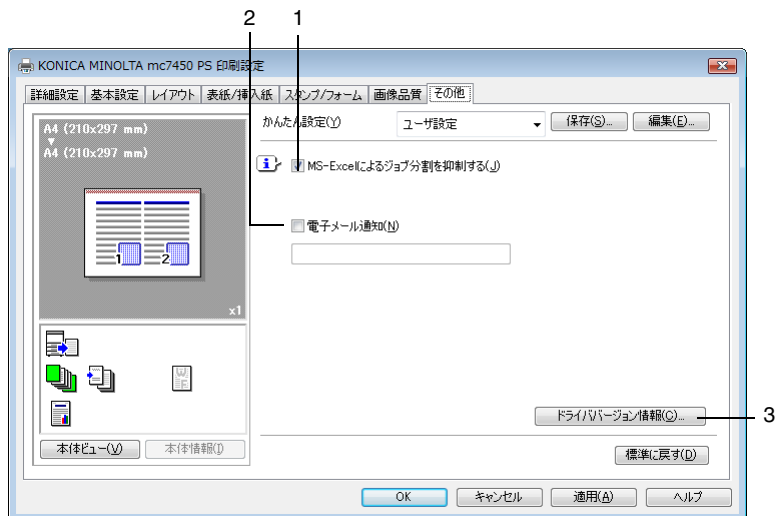 2 1
KONICA MINOLTA mc7450 PS 印刷設定
詳細設定 基本設定 レイアウト 表紙/挿入紙 スタンプ/フォーム 画像品質 その他
A4 (210x297 mm)
A4 (210x297 mm)
1 2
x1
かんたん設定(Y) ユーザ設定 保存(S)... 編集(E)...
MS-Excelによるジョブ分割を抑制する(J)
電子メール通知(N)
ドライババージョン情報(C)... 3
本体ビュー(V) 本体情報(I) 標準に戻す(D)
OK キャンセル 適用(A) ヘルプ